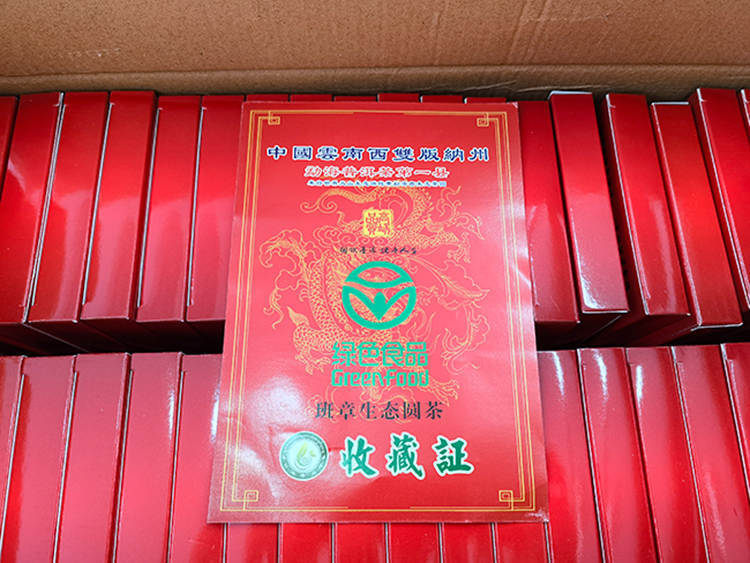 中國雲南西雙版納州
勐海普洱茶第一县
绿色食品
Greenfood
班章生态圆茶
收藏証